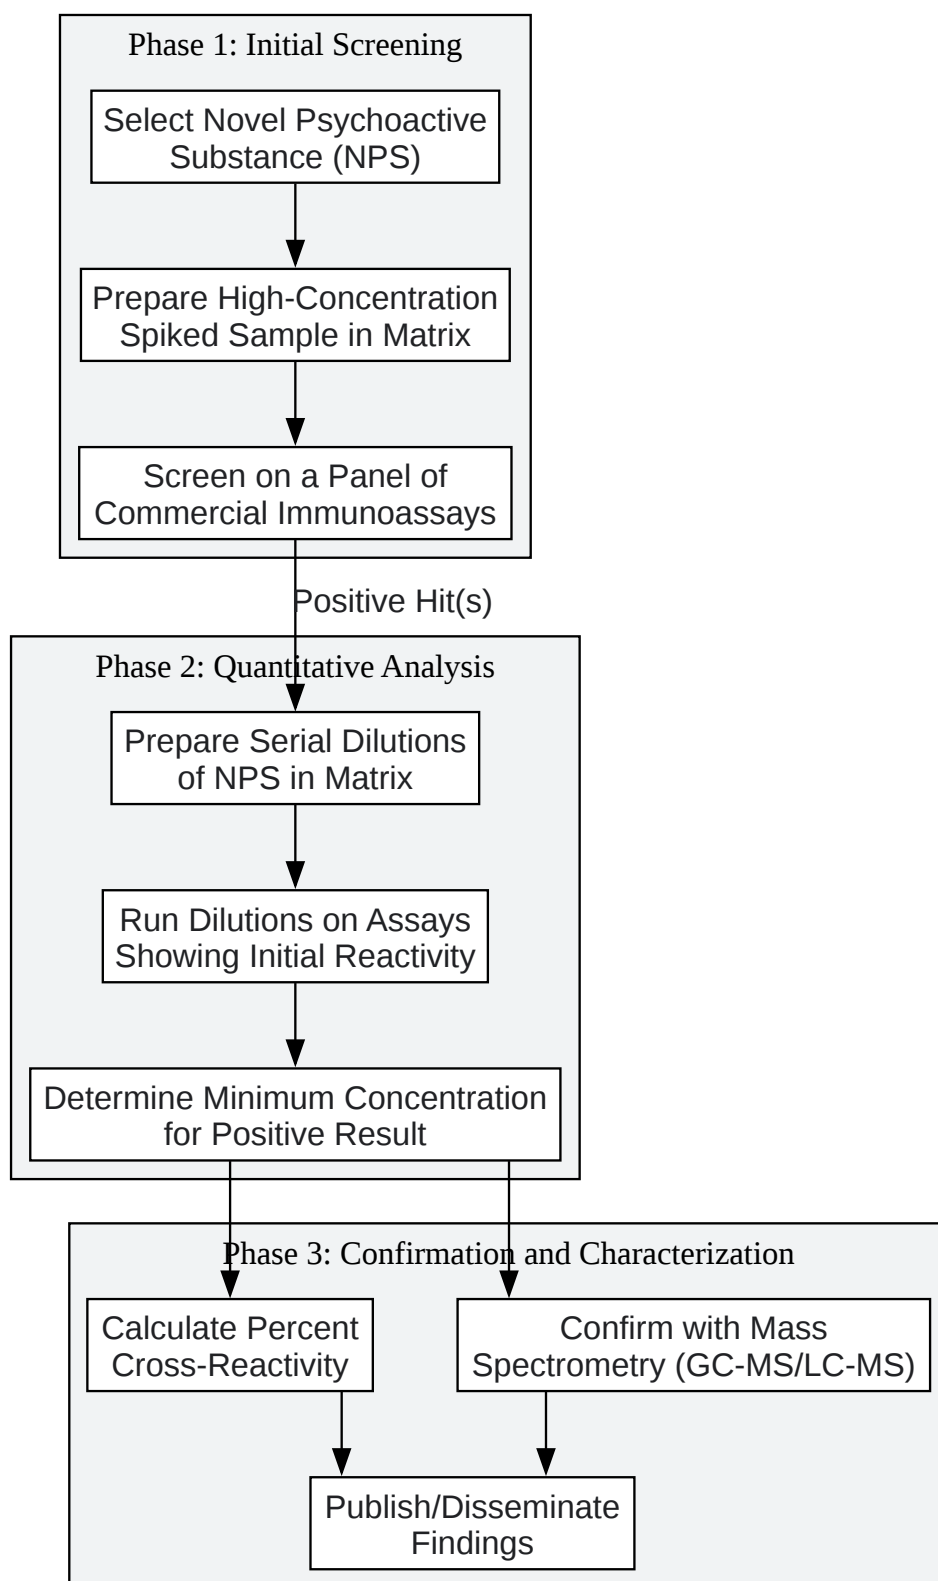 Phase 1: Initial Screening
Select Novel Psychoactive
Substance (NPS)
Prepare High-Concentration
Spiked Sample in Matrix
Screen on a Panel of
Commercial Immunoassays
Positive Hit(s)
Phase 2: Quantitative Analysis
Prepare Serial Dilutions
of NPS in Matrix
Run Dilutions on Assays
Showing Initial Reactivity
Determine Minimum Concentration
for Positive Result
Phase 3: Confirmation and Characterization
Calculate Percent
Cross-Reactivity
Confirm with Mass
Spectrometry (GC-MS/LC-MS)
Publish/Disseminate
Findings